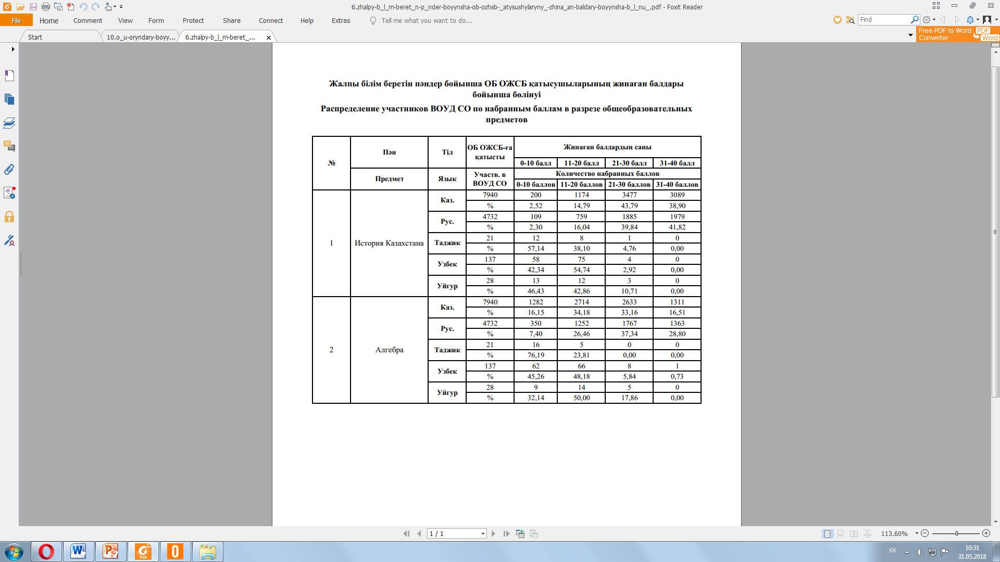 6.zhalpy-b_l_m-beret_n-p_nder-boyynsha-ob-ozhsb-_atysushylaryny_-zhina_an-baldary-boyynsha-b_l_nu_.pdf - Foxit Reader
File Home Comment View Form Protect Share Connect Help Extras Tell me what you want to do... Find
Free PDF to Word Converter PDF Word
Start 10.o_u-oryndary-boyy... 6.zhalpy-b_l_m-beret_...
Жалпы білім беретін пәндер бойынша ОБ ОЖСБ қатысушыларының жинаған балдары
бойынша бөлінуі
Распределение участников ВОУД СО по набранным баллам в разрезе общеобразовательных
предметов
№ Пән Тіл ОБ ОЖСБ-ға қатысты Жинаған балдардың саны
0-10 балл 11-20 балл 21-30 балл 31-40 балл
Предмет Язык Участв. в ВОУД СО Количество набранных баллов
0-10 баллов 11-20 баллов 21-30 баллов 31-40 баллов
1 История Казахстана
Каз. 7940 200 1174 3477 3089
% 2,52 14,79 43,79 38,90
Рус. 4732 109 759 1885 1979
% 2,30 16,04 39,84 41,82
Таджик 21 12 8 1 0
% 57,14 38,10 4,76 0,00
Узбек 137 58 75 4 0
% 42,34 54,74 2,92 0,00
Уйгур 28 13 12 3 0
% 46,43 42,86 10,71 0,00
2 Алгебра
Каз. 7940 1282 2714 2633 1311
% 16,15 34,18 33,16 16,51
Рус. 4732 350 1252 1767 1363
% 7,40 26,46 37,34 28,80
Таджик 21 16 5 0 0
% 76,19 23,81 0,00 0,00
Узбек 137 62 66 8 1
% 45,26 48,18 5,84 0,73
Уйгур 28 9 14 5 0
% 32,14 50,00 17,86 0,00
1 / 1 113.60%
KK 10:31
31.05.2018